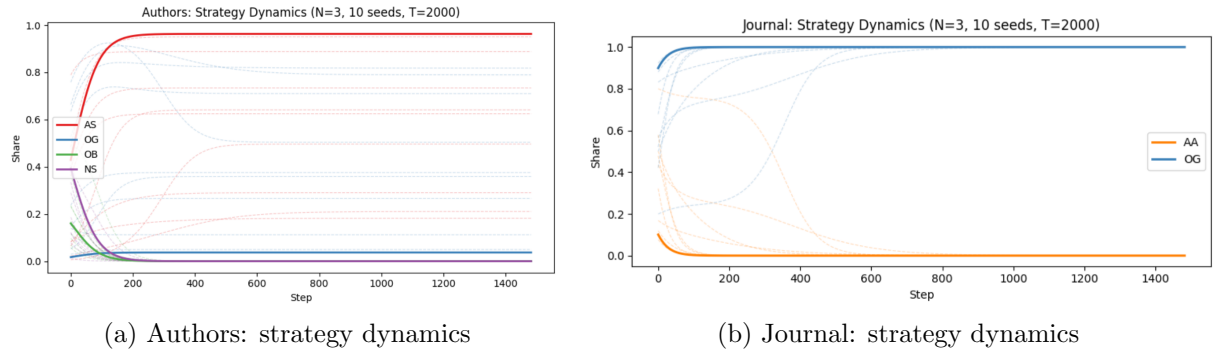 Authors: Strategy Dynamics (N=3, 10 seeds, T=2000)
1.0
0.8
0.6
0.4
0.2
0.0
Share
AS
OG
OB
NS
0 200 400 600 800 1000 1200 1400
Step
(a) Authors: strategy dynamics
Journal: Strategy Dynamics (N=3, 10 seeds, T=2000)
1.0
0.8
0.6
0.4
0.2
0.0
Share
AA
OG
0 200 400 600 800 1000 1200 1400
Step
(b) Journal: strategy dynamics